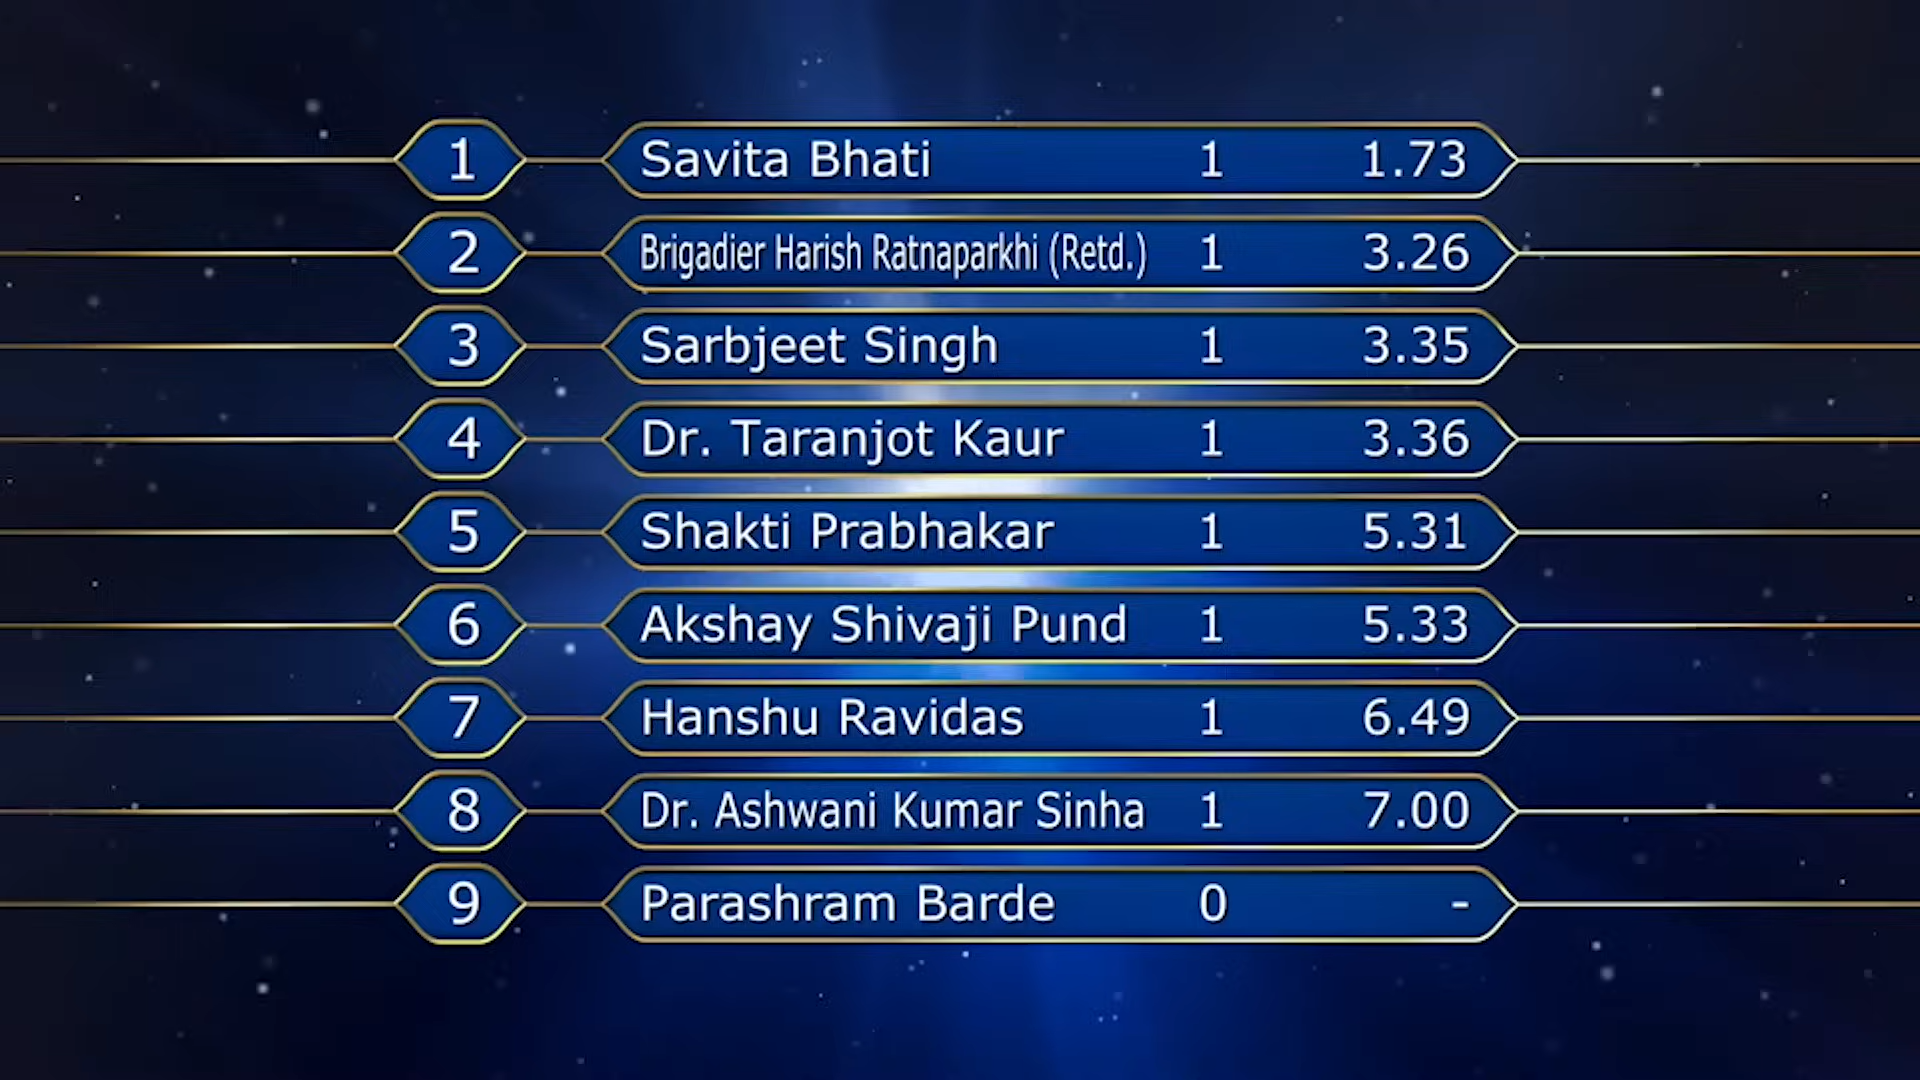 1 Savita Bhati 1 1.73
2 Brigadier Harish Ratnaparkhi (Retd.) 1 3.26
3 Sarbjeet Singh 1 3.35
4 Dr. Taranjot Kaur 1 3.36
5 Shakti Prabhakar 1 5.31
6 Akshay Shivaji Pund 1 5.33
7 Hanshu Ravidas 1 6.49
8 Dr. Ashwani Kumar Sinha 1 7.00
9 Parashram Barde 0 -